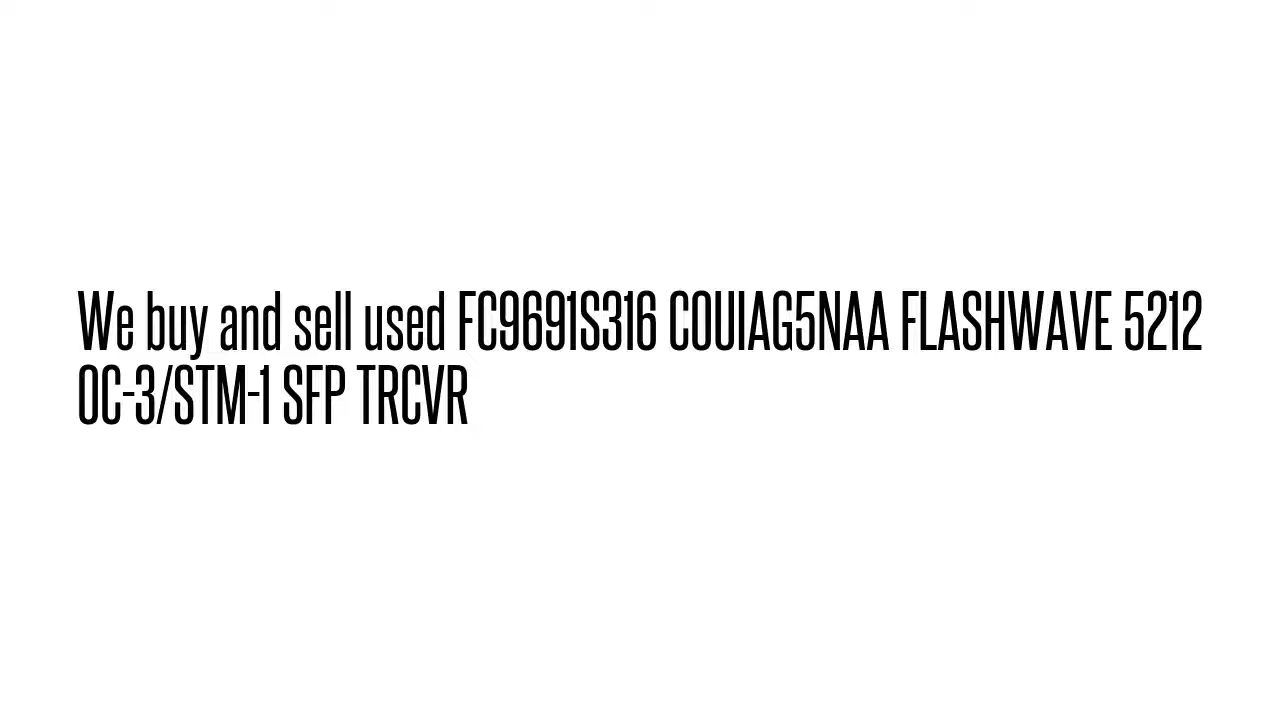 We buy and sell used FC9691S316 COUIAG5NAA FLASHWAVE 5212
OC-3/STM-1 SFP TRCVR